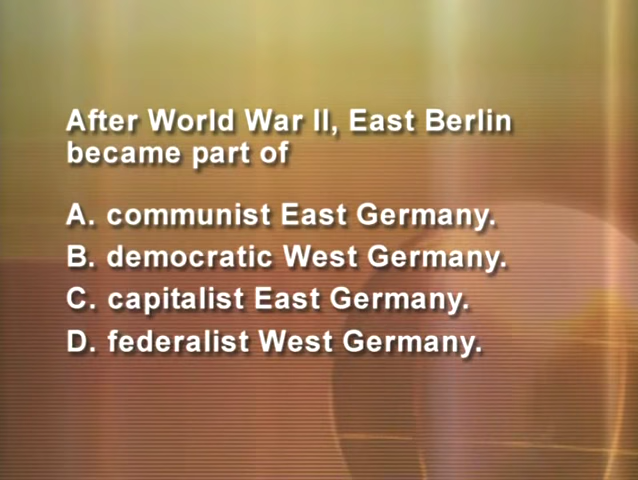 After World War II, East Berlin
became part of
A. communist East Germany.
B. democratic West Germany.
C. capitalist East Germany.
D. federalist West Germany.